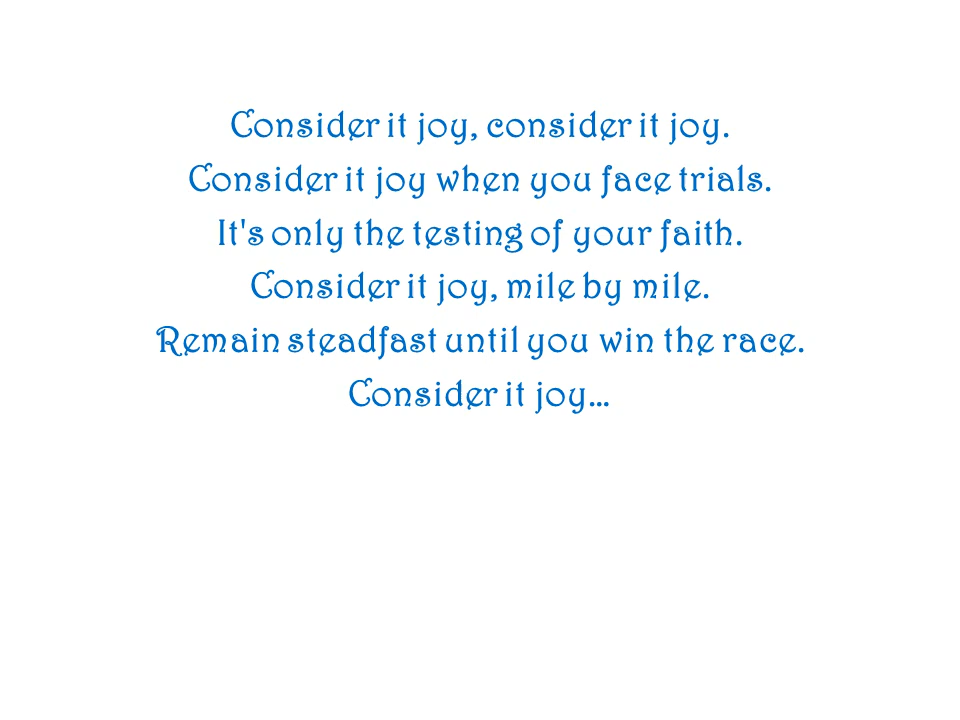 Consider it joy, consider it joy.
Consider it joy when you face trials.
It's only the testing of your faith.
Consider it joy, mile by mile.
Remain steadfast until you win the race.
Consider it joy...